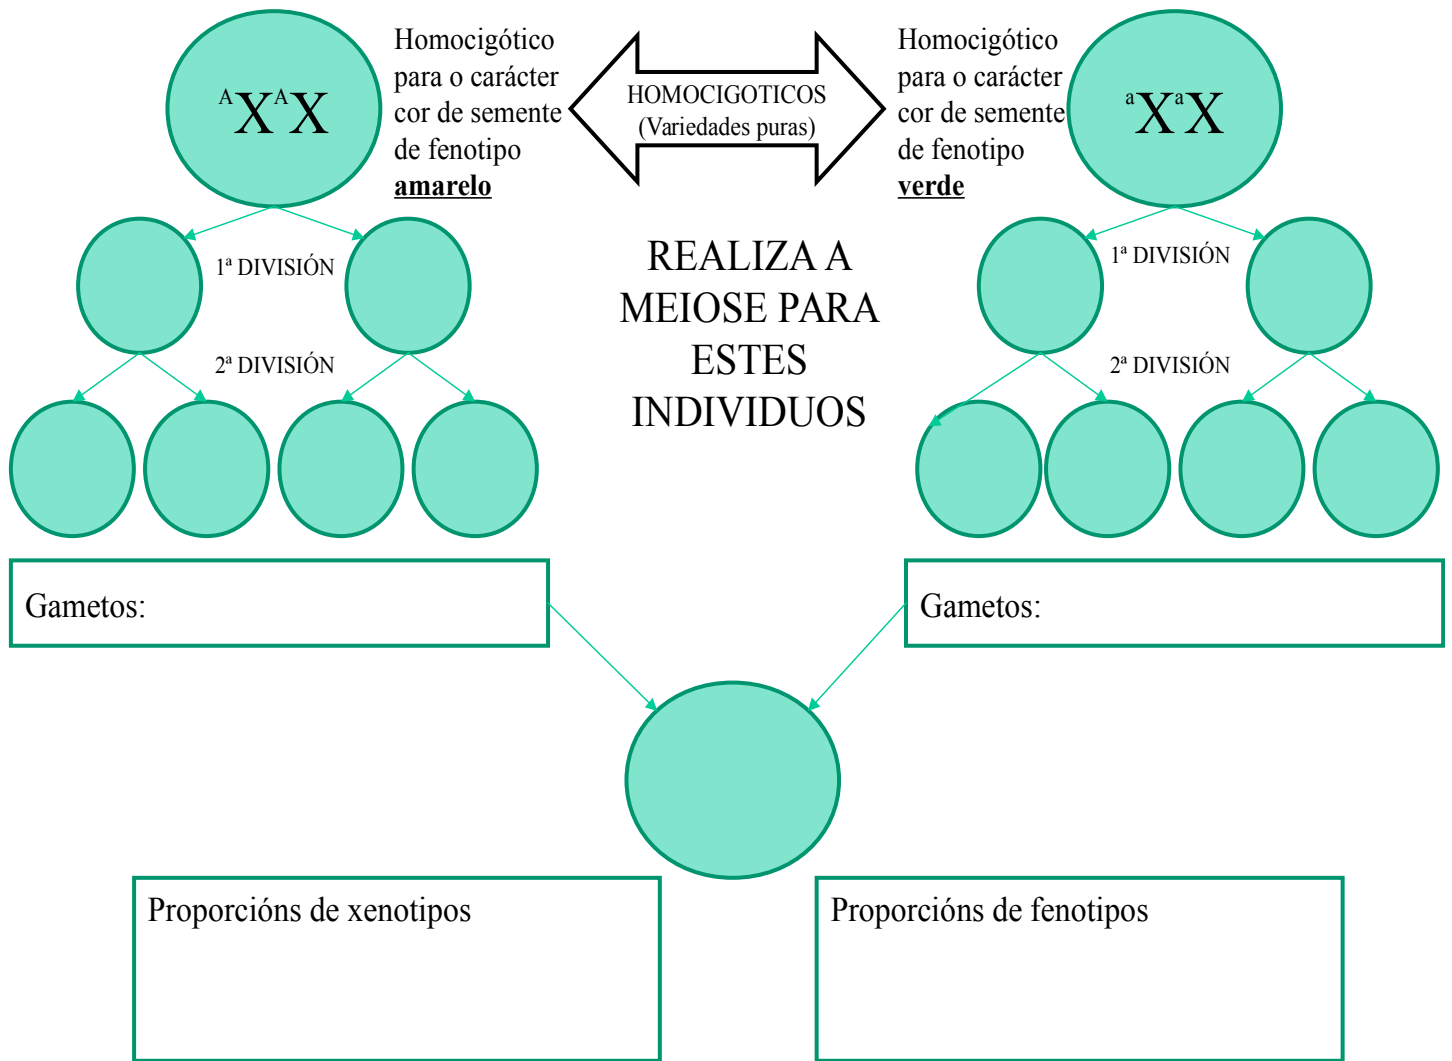 AXAX
Homocigótico
para o carácter
cor de semente
de fenotipo
amarelo
HOMOCIGOTICOS
(Variedades puras)
Homocigótico
para o carácter
cor de semente
de fenotipo
verde
aXaX
1ª DIVISIÓN
REALIZA A
MEIOSE PARA
ESTES
INDIVIDUOS
1ª DIVISIÓN
2ª DIVISIÓN
2ª DIVISIÓN
Gametos:
Gametos:
Proporcións de xenotipos
Proporcións de fenotipos